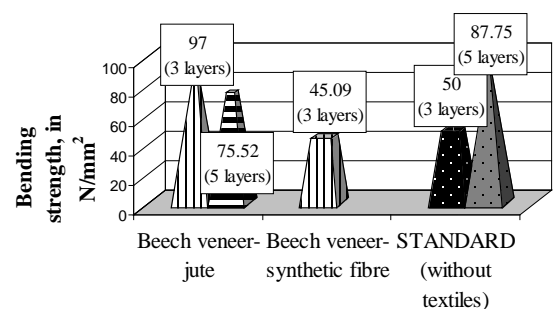 97
(3 layers)
75.52
(5 layers)
45.09
(3 layers)
50
(3 layers)
87.75
(5 layers)
Bending
strength, in
N/mm²
100
80
60
40
20
0
Beech veneer-
jute
Beech veneer-
synthetic fibre
STANDARD
(without
textiles)